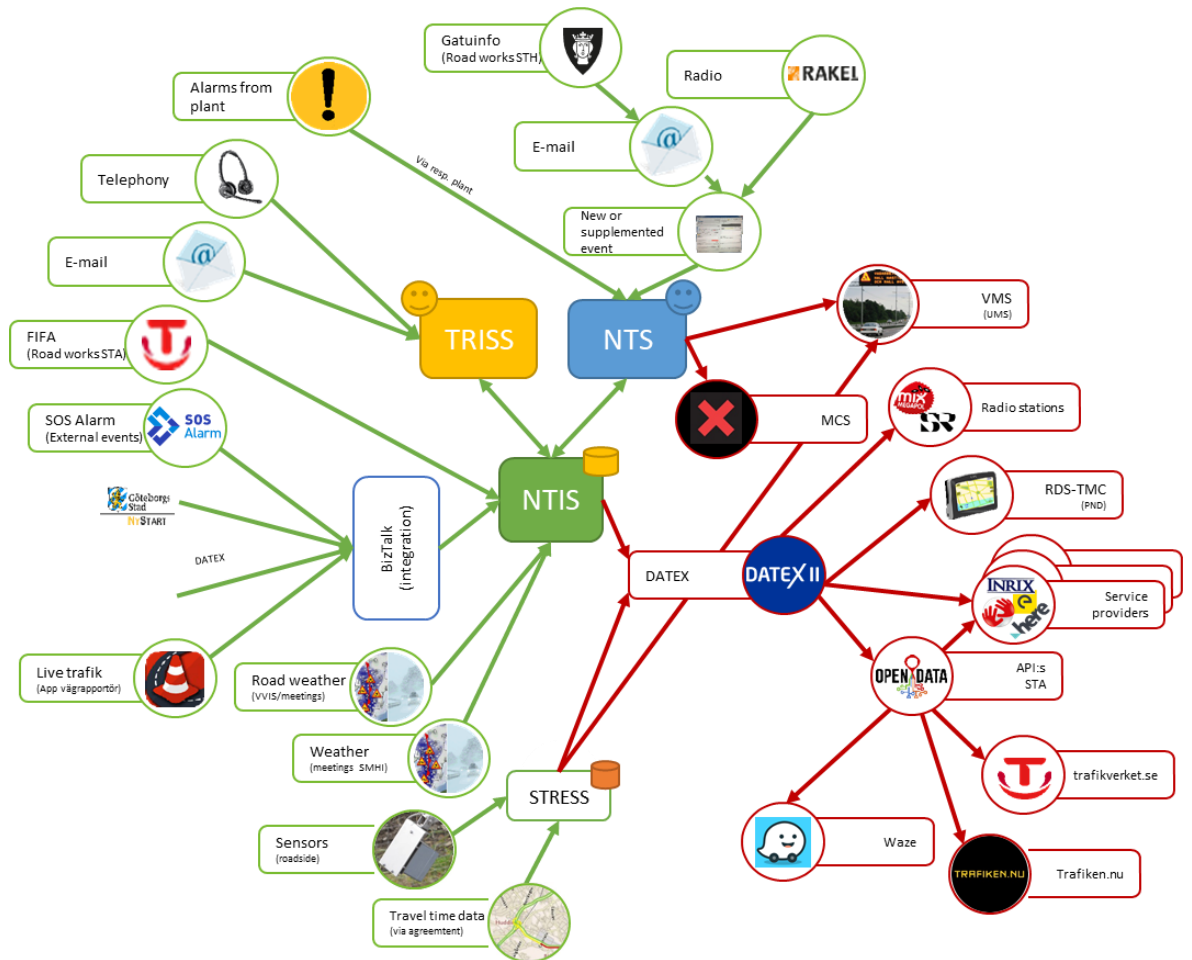 Gatuinfo
(Road works STH)
Radio
RAKEL
Alarms from
plant
!
E-mail
@
Via resp. plant
Telephony
New or
supplemented
event
E-mail
@
VMS
(UMS)
TRISS
NTS
FIFA
(Road works STA)
mix
MEGAPOL
SR
Radio stations
MCS
SOS Alarm
(External events)
SOS
Alarm
NTIS
RDS-TMC
(PND)
Göteborgs
Stad
NTSTART
BizTalk
(integration)
DATEX
DATEX
DATEX II
INRIX
e
here
Service
providers
Live trafik
(App vägrapportör)
Road weather
(VVIS/meetings)
OPEN DATA
API:s
STA
Weather
(meetings SMHI)
STRESS
trafikverket.se
Sensors
(roadside)
Waze
TRAFIKEN.NU
Trafiken.nu
Travel time data
(via agreemtent)